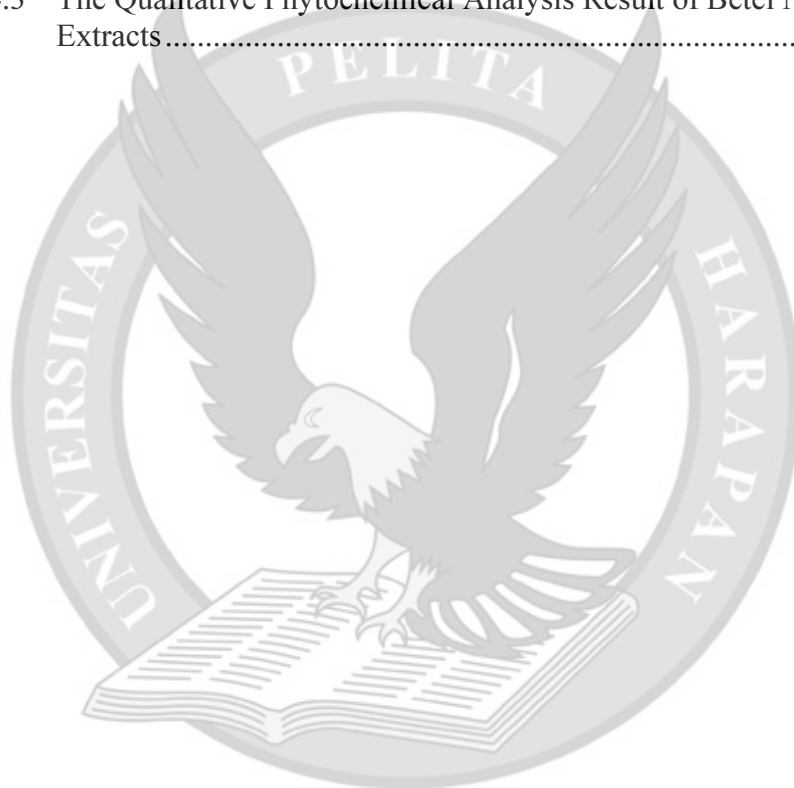 The Qualitative Phytochemical Analysis Result of Betel
Extracts........................................................................................
UNIVERSITAS PELITA HARAPAN